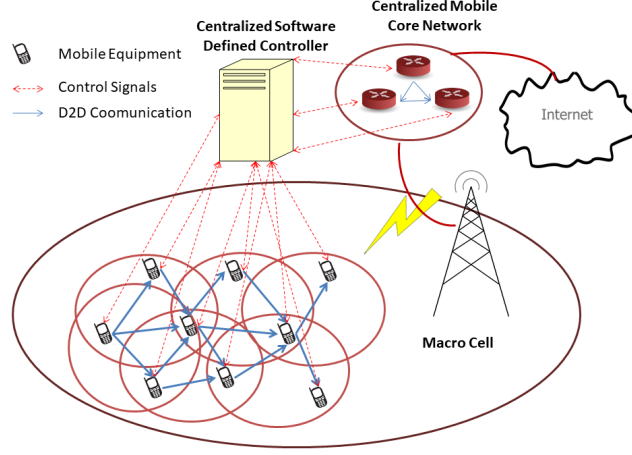 Centralized Software
Defined Controller
Centralized Mobile
Core Network
Mobile Equipment
Control Signals
D2D Coomunication
Internet
Macro Cell